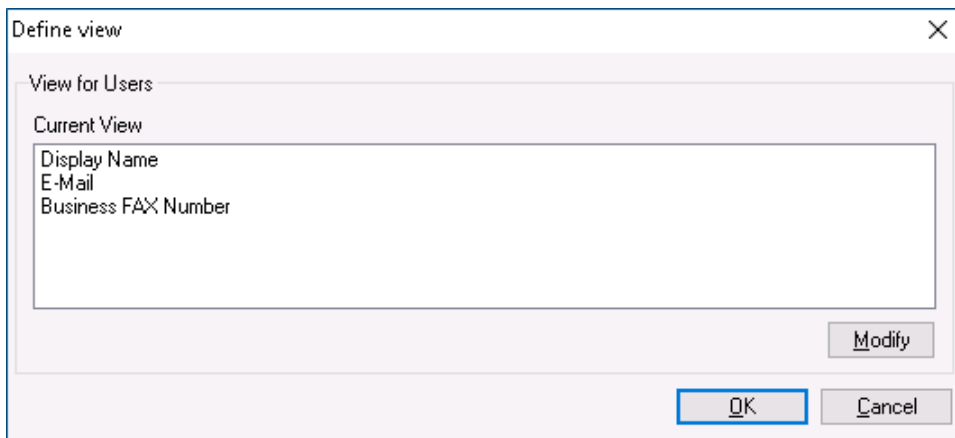 Define view
View for Users
Current View
Display Name
E-Mail
Business FAX Number
Modify
OK
Cancel